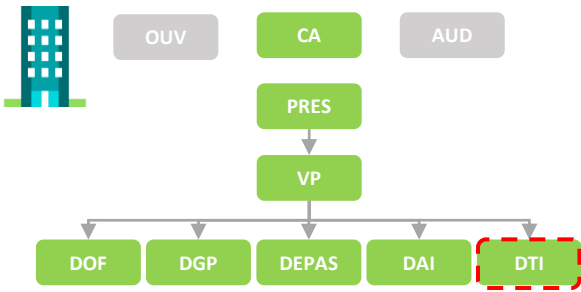 OUV
CA
AUD
PRES
VP
DOF
DGP
DEPAS
DAI
DTI